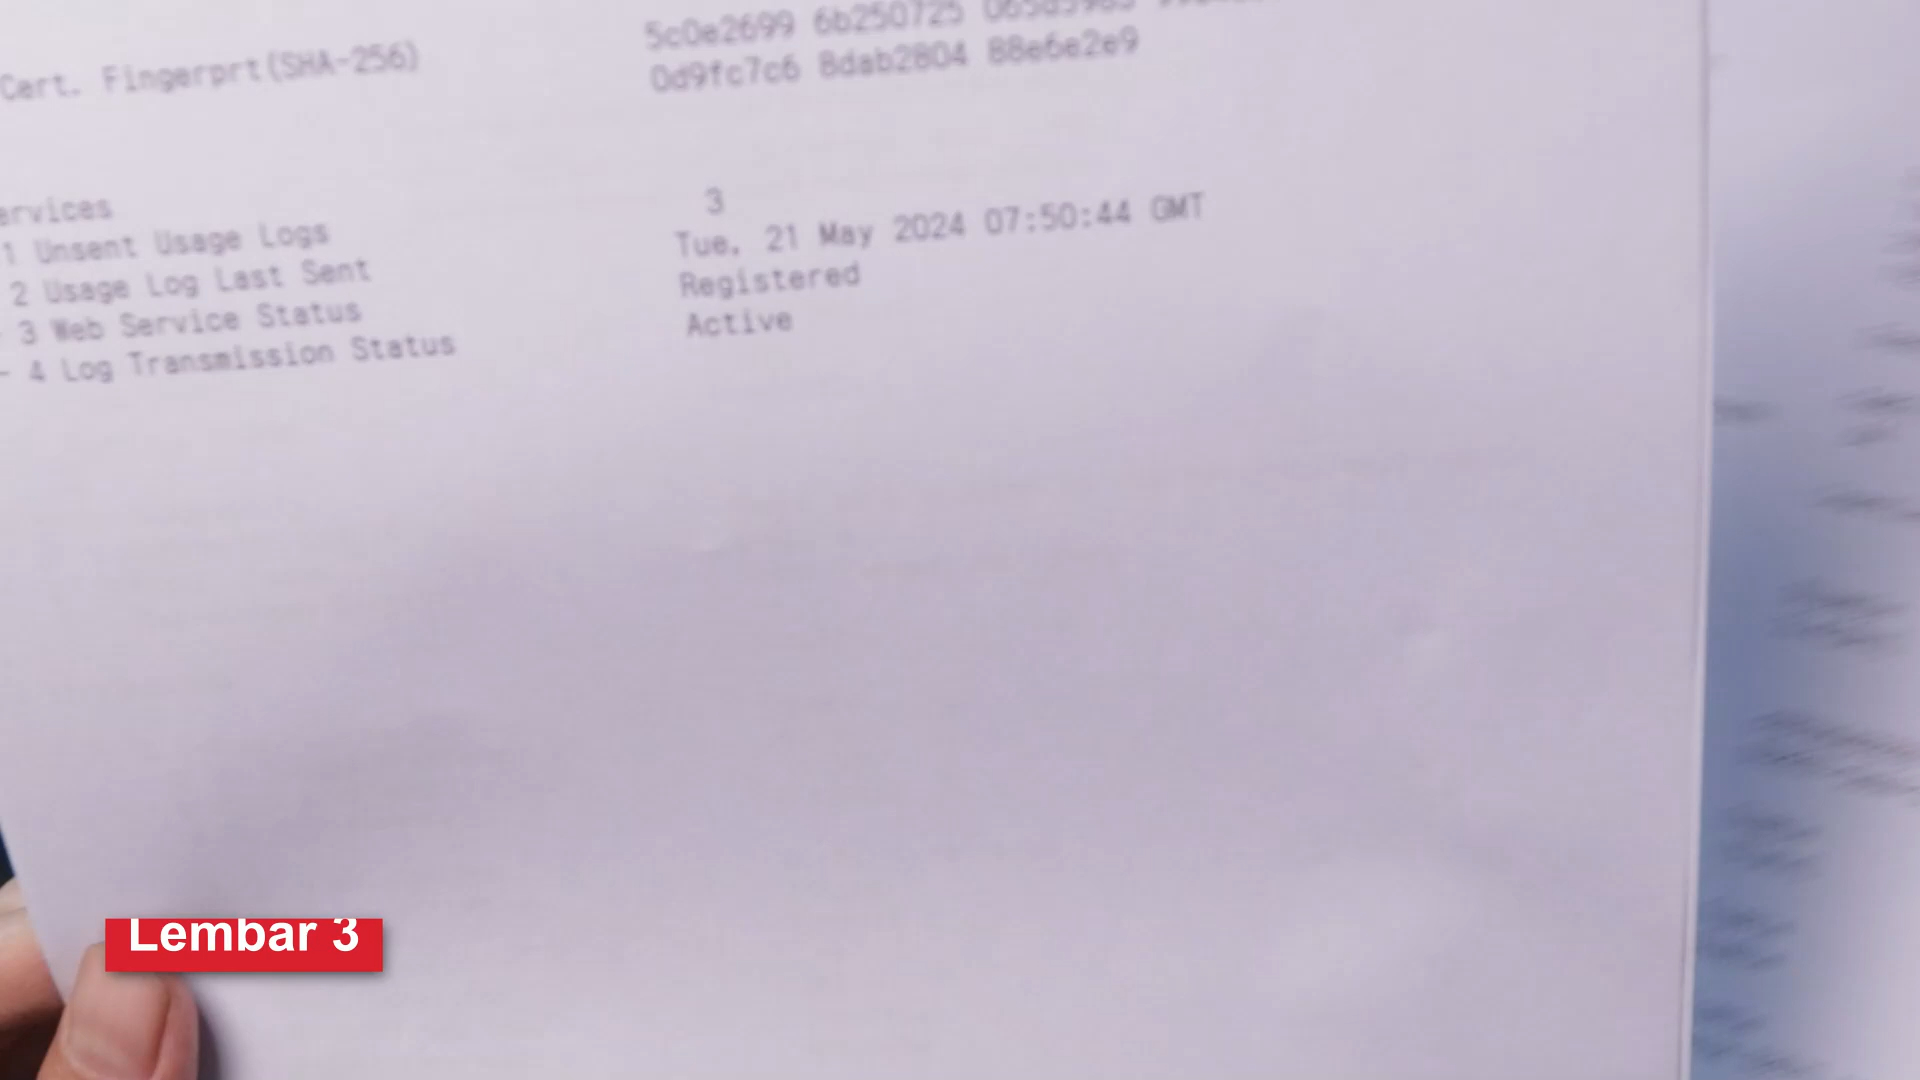 5c0e2699 6b250725
Cert. Fingerprt(SHA-256) 0d9fc7c6 8dab2804 88e6e2e9
ervices
1 Unsent Usage Logs 3
2 Usage Log Last Sent Tue, 21 May 2024 07:50:44 GMT
- 3 Web Service Status Registered
- 4 Log Transmission Status Active
Lembar 3